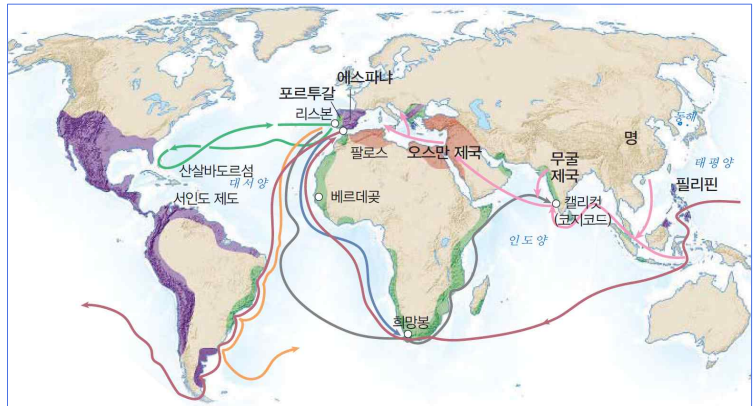 에스파냐
포르투갈
리스본
팔로스
오스만 제국
무굴
제국
명
동해
태평양
필리핀
산살바도르섬
대서양
서인도 제도
베르데곶
캘리컷
(코지코드)
인도양
희망봉